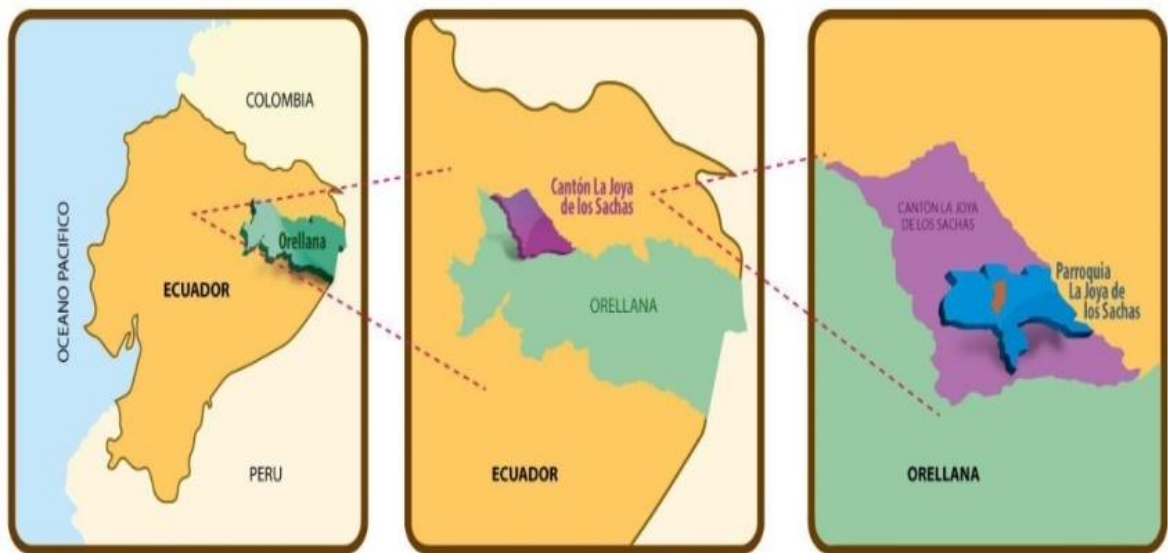 COLOMBIA
OCEANO PACIFICO
Orellana
ECUADOR
PERU
Cantón La Joya
de los Sachas
ORELLANA
ECUADOR
CANTÓN LA JOYA
DE LOS SACHAS
Parroquia
La Joya de
los Sachas
ORELLANA